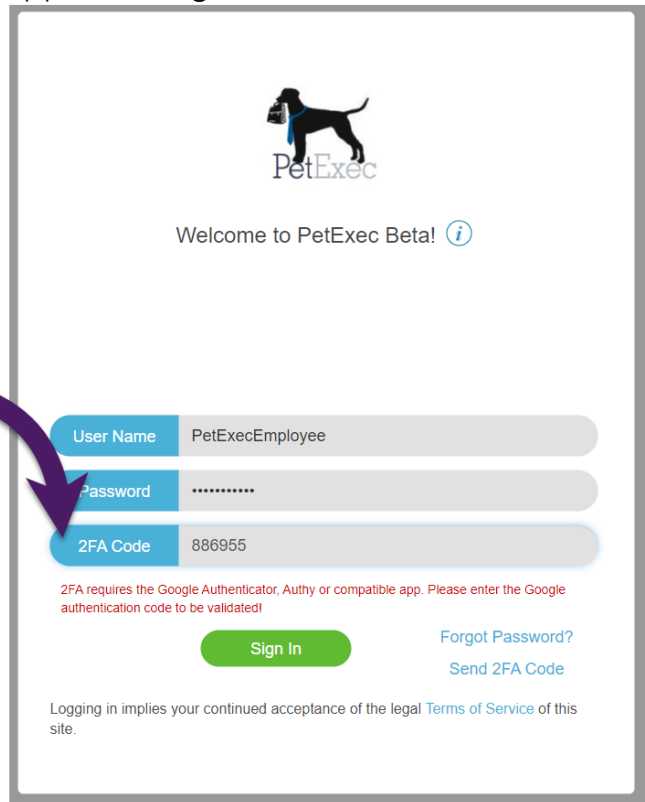 PetExec
Welcome to PetExec Beta! i
User Name PetExecEmployee
Password •••••••••••
2FA Code 886955
2FA requires the Google Authenticator, Authy or compatible app. Please enter the Google
authentication code to be validated!
Sign In
Forgot Password?
Send 2FA Code
Logging in implies your continued acceptance of the legal Terms of Service of this
site.